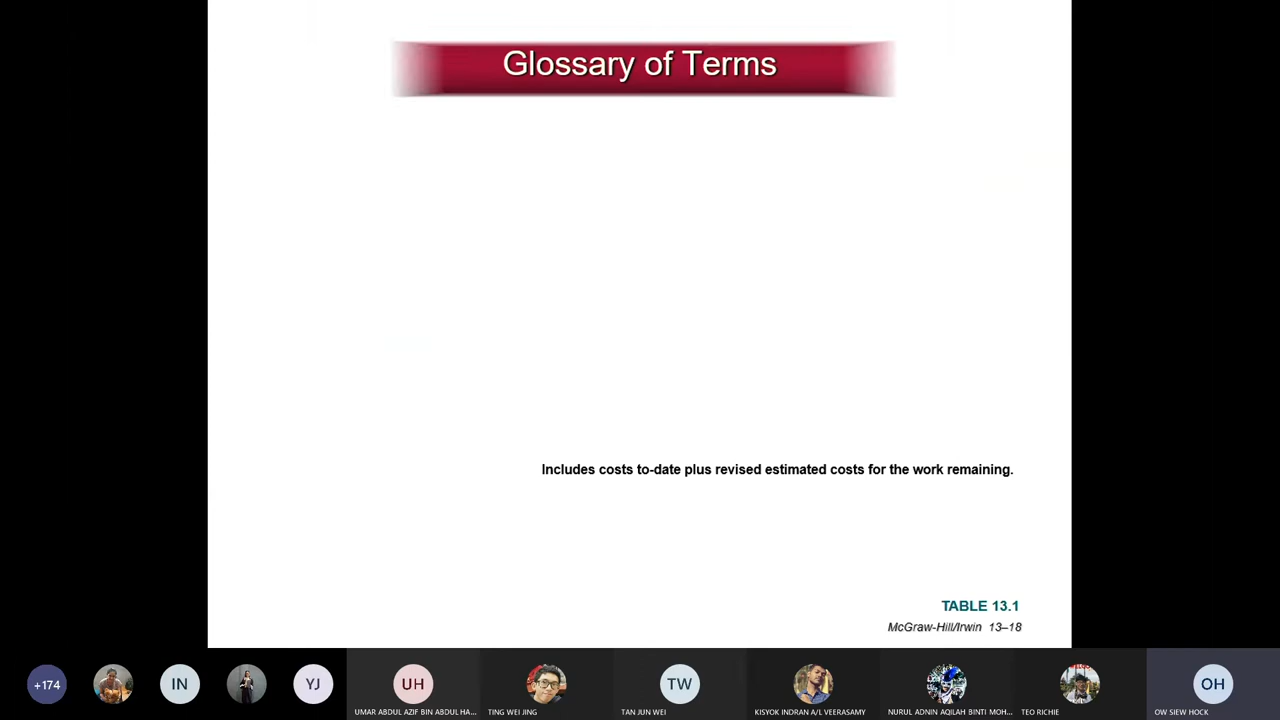 Glossary of Terms
Includes costs to-date plus revised estimated costs for the work remaining.
TABLE 13.1
McGraw-Hill/Irwin 13–18
+174
IN
YJ
UH
TW
OH
UMAR ABDUL AZIF BIN ABDUL HA...
TING WEI JING
TAN JUN WEI
KISYOK INDRAN A/L VEERASAMY
NURUL ADNIN AQILAH BINTI MOH...
TEO RICHIE
OW SIEW HOCK